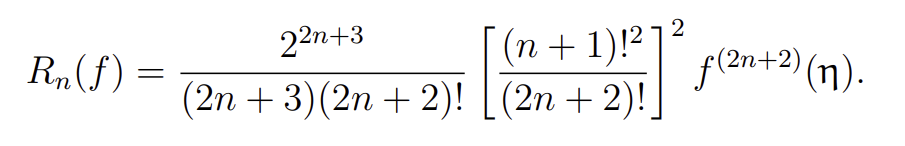 R_n(f) = \frac{2^{2n+3}}{(2n + 3)(2n + 2)!} \left[ \frac{(n + 1)!^2}{(2n + 2)!} \right]^2 f^{(2n+2)}(η).